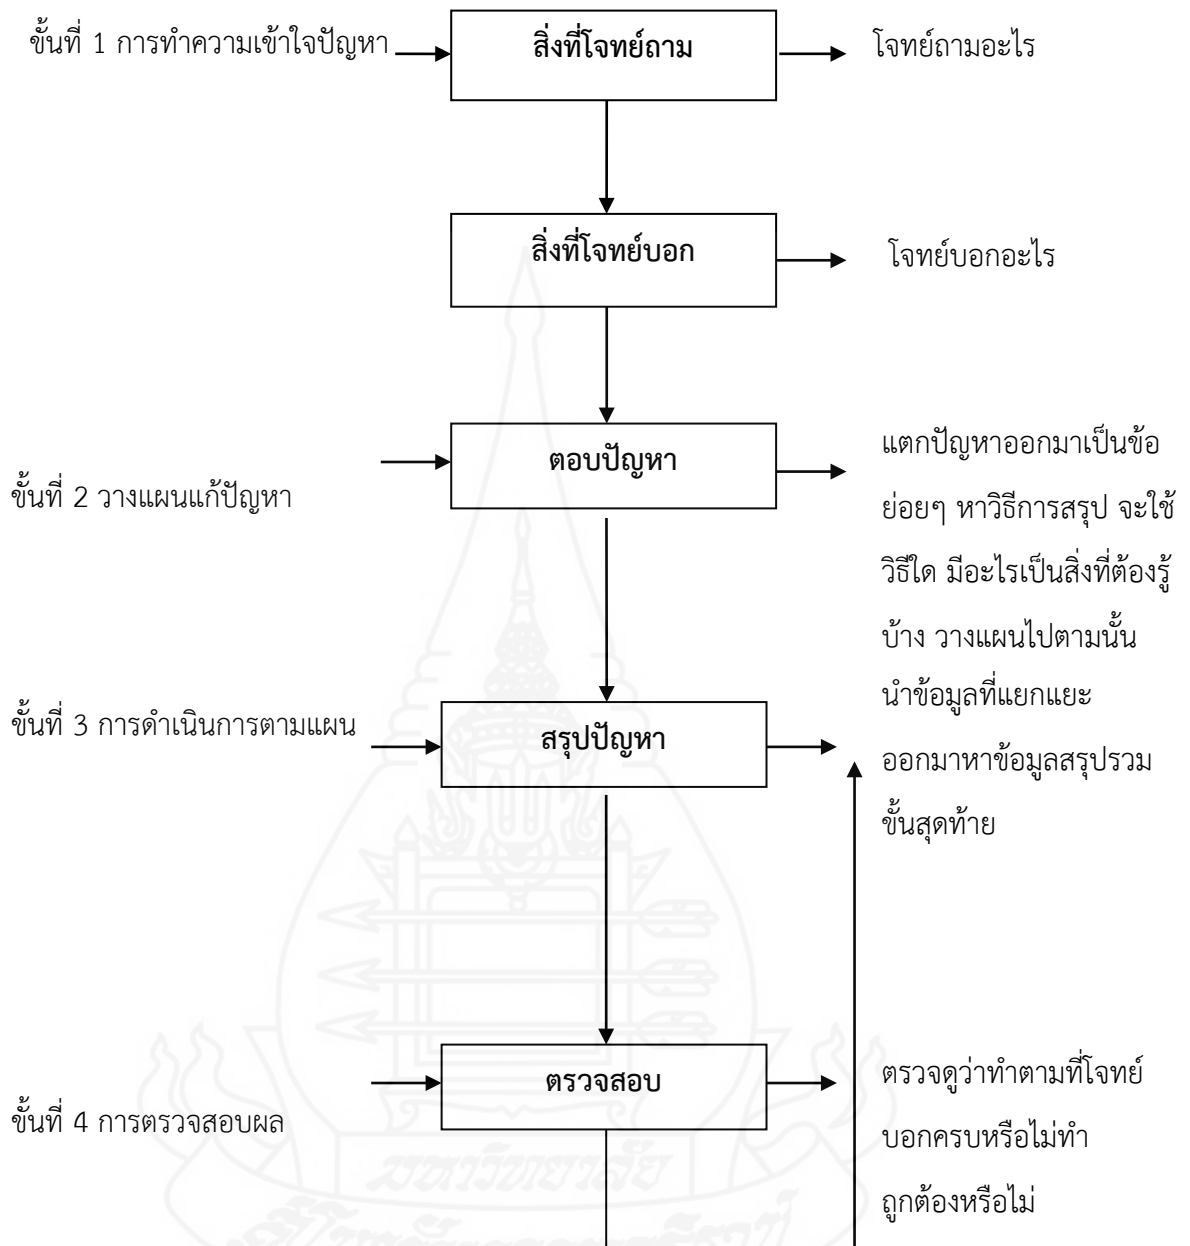 ขั้นที่ 1 การทำความเข้าใจปัญหา
สิ่งที่โจทย์ถาม
โจทย์ถามอะไร
สิ่งที่โจทย์บอก
โจทย์บอกอะไร
ขั้นที่ 2 วางแผนแก้ปัญหา
ตอบปัญหา
แตกปัญหาออกมาเป็นข้อ
ย่อยๆ หาวิธีการสรุป จะใช้
วิธีใด มีอะไรเป็นสิ่งที่ต้องรู้
บ้าง วางแผนไปตามนั้น
ขั้นที่ 3 การดำเนินการตามแผน
สรุปปัญหา
นำข้อมูลที่แยกแยะ
ออกมาหาข้อมูลสรุปรวม
ขั้นสุดท้าย
ขั้นที่ 4 การตรวจสอบผล
ตรวจสอบ
ตรวจดูว่าทำตามที่โจทย์
บอกครบหรือไม่ทำ
ถูกต้องหรือไม่
มหาวิทยาลัย